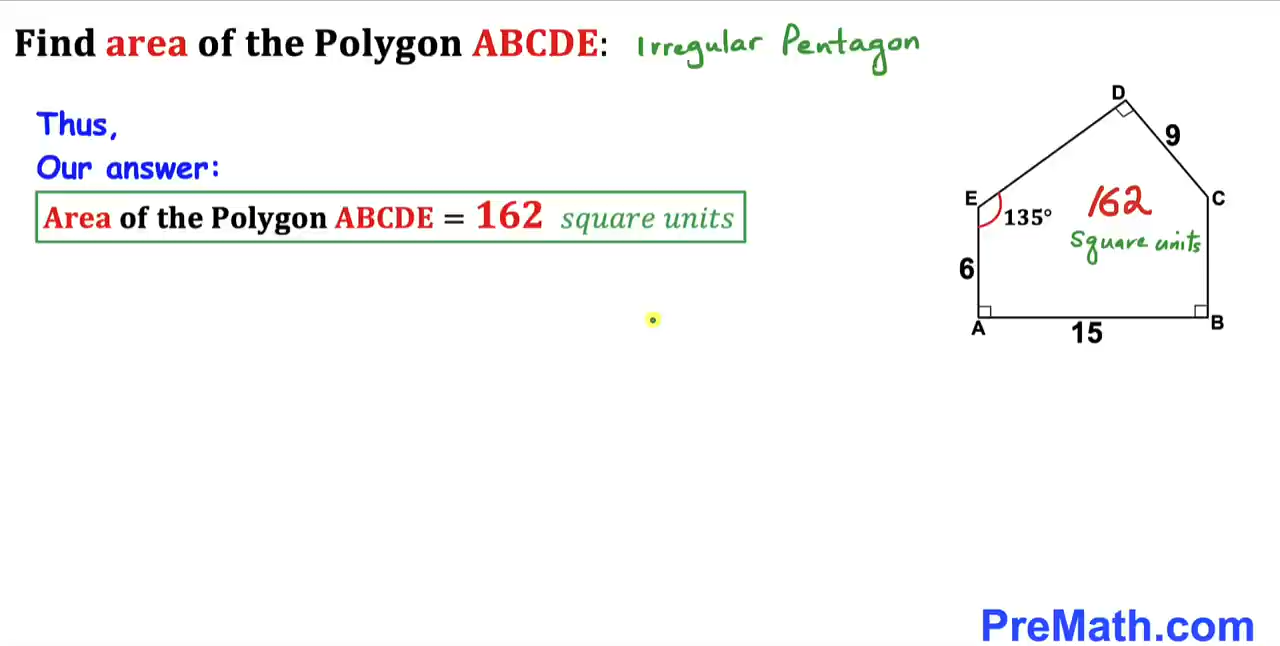 Find area of the Polygon ABCDE: Irregular Pentagon
Thus,
Our answer:
Area of the Polygon ABCDE = 162 square units
D
9
E
135°
162
C
square units
6
A
15
B
PreMath.com